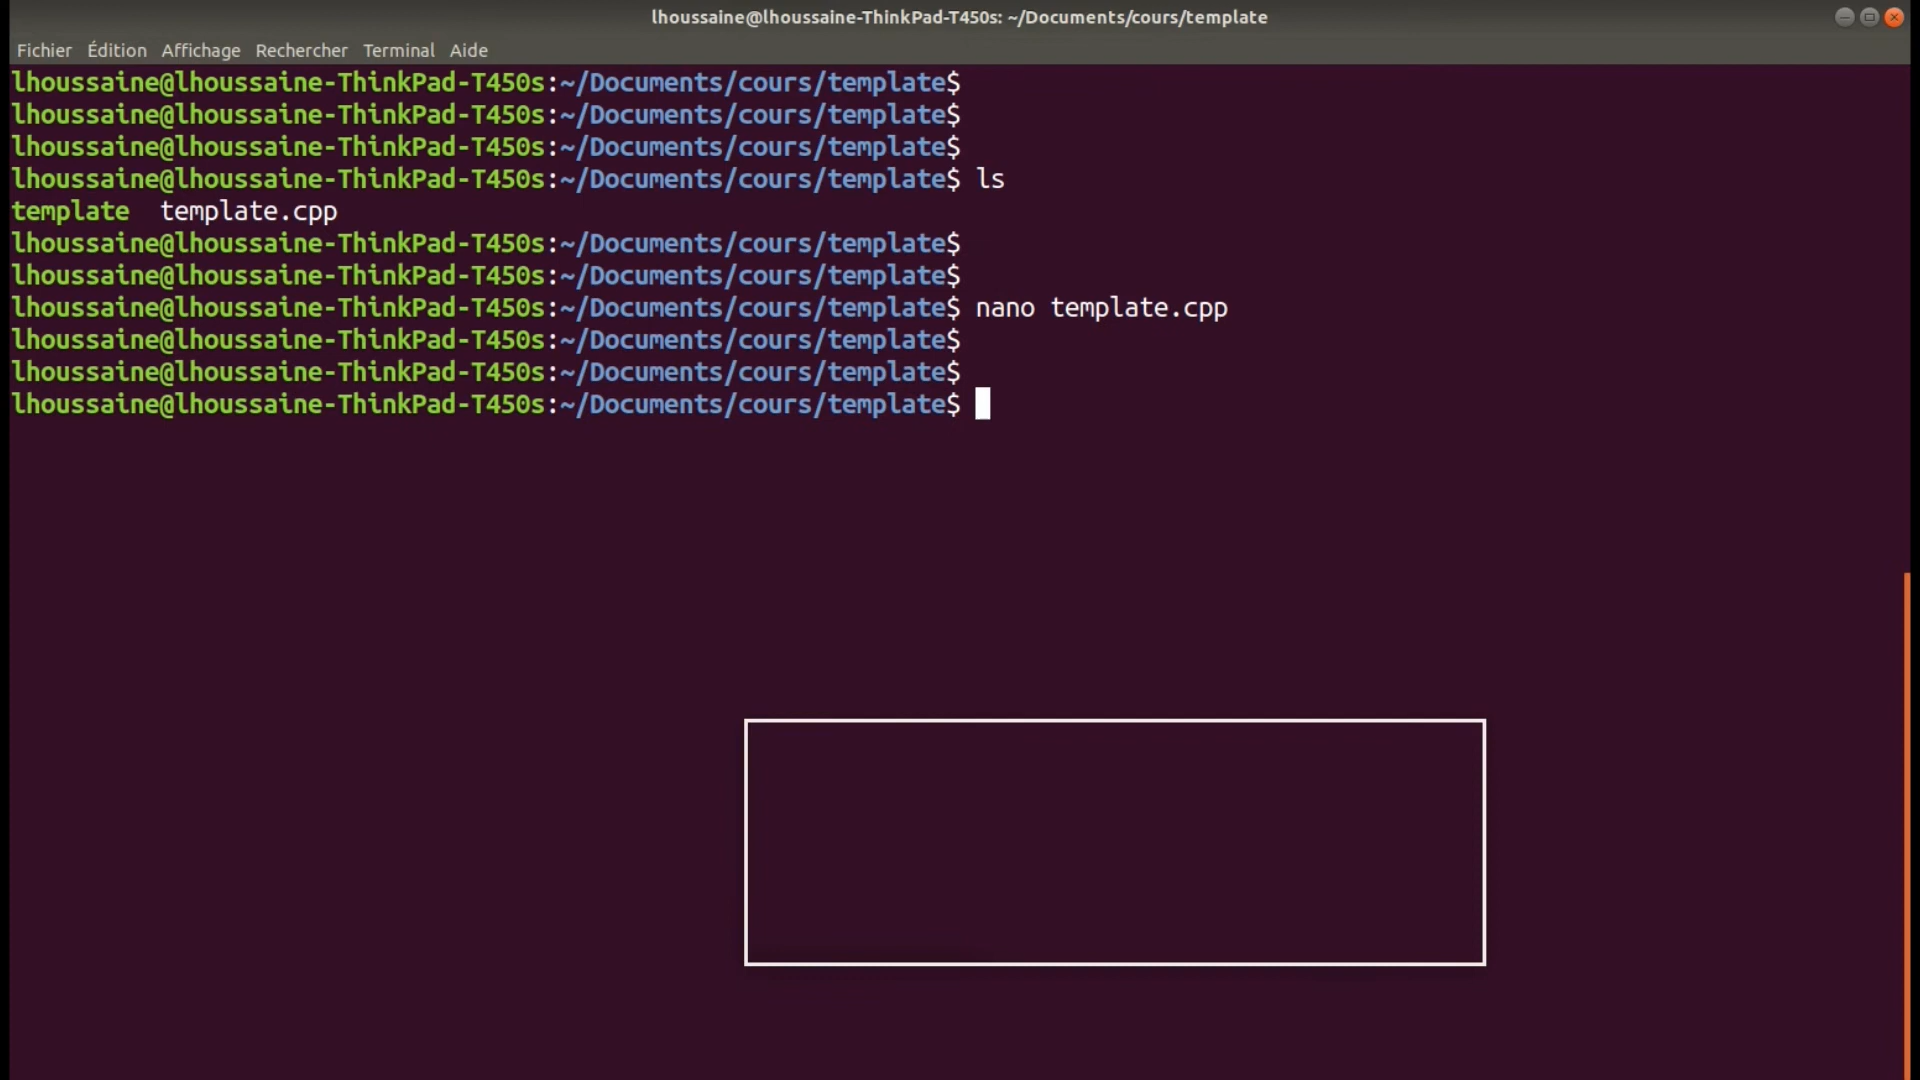 lhoussaine@lhoussaine-ThinkPad-T450s: ~/Documents/cours/template
Fichier Édition Affichage Rechercher Terminal Aide
lhoussaine@lhoussaine-ThinkPad-T450s:~/Documents/cours/template$
lhoussaine@lhoussaine-ThinkPad-T450s:~/Documents/cours/template$
lhoussaine@lhoussaine-ThinkPad-T450s:~/Documents/cours/template$
lhoussaine@lhoussaine-ThinkPad-T450s:~/Documents/cours/template$ ls
template  template.cpp
lhoussaine@lhoussaine-ThinkPad-T450s:~/Documents/cours/template$
lhoussaine@lhoussaine-ThinkPad-T450s:~/Documents/cours/template$
lhoussaine@lhoussaine-ThinkPad-T450s:~/Documents/cours/template$ nano template.cpp
lhoussaine@lhoussaine-ThinkPad-T450s:~/Documents/cours/template$
lhoussaine@lhoussaine-ThinkPad-T450s:~/Documents/cours/template$
lhoussaine@lhoussaine-ThinkPad-T450s:~/Documents/cours/template$